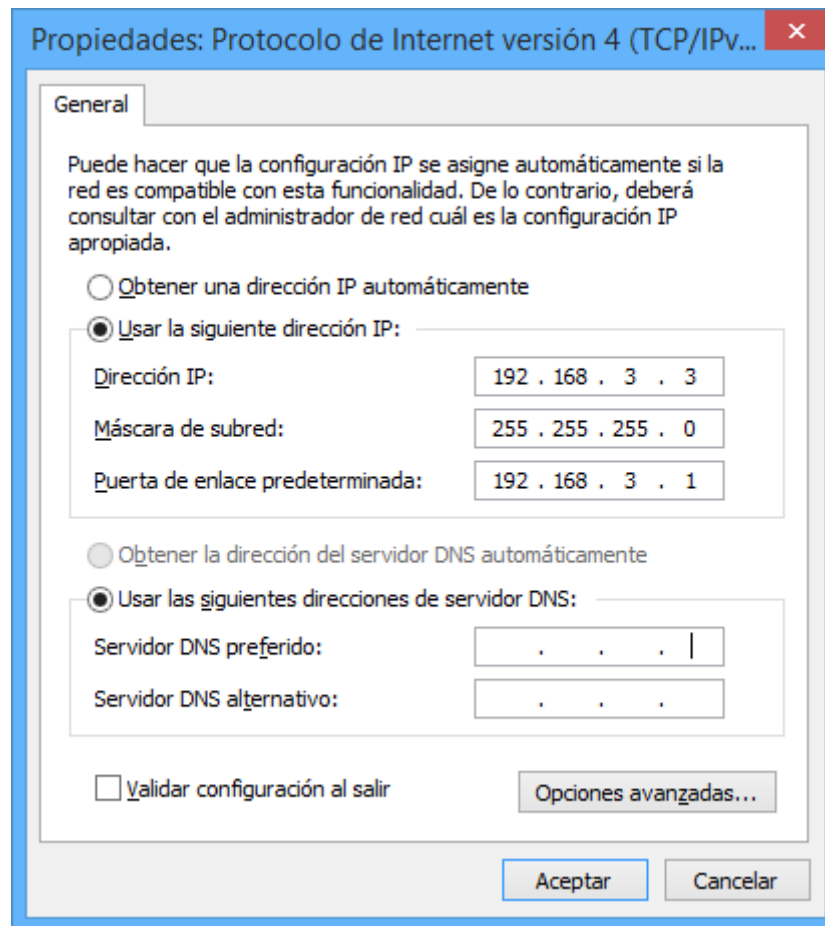 Propiedades: Protocolo de Internet versión 4 (TCP/IPv...
General
Puede hacer que la configuración IP se asigne automáticamente si la
red es compatible con esta funcionalidad. De lo contrario, deberá
consultar con el administrador de red cuál es la configuración IP
apropiada.
Obtener una dirección IP automáticamente
Usar la siguiente dirección IP:
Dirección IP: 192 . 168 . 3 . 3
Máscara de subred: 255 . 255 . 255 . 0
Puerta de enlace predeterminada: 192 . 168 . 3 . 1
Obtener la dirección del servidor DNS automáticamente
Usar las siguientes direcciones de servidor DNS:
Servidor DNS preferido: . . .
Servidor DNS alternativo: . . .
Validar configuración al salir Opciones avanzadas...
Aceptar Cancelar